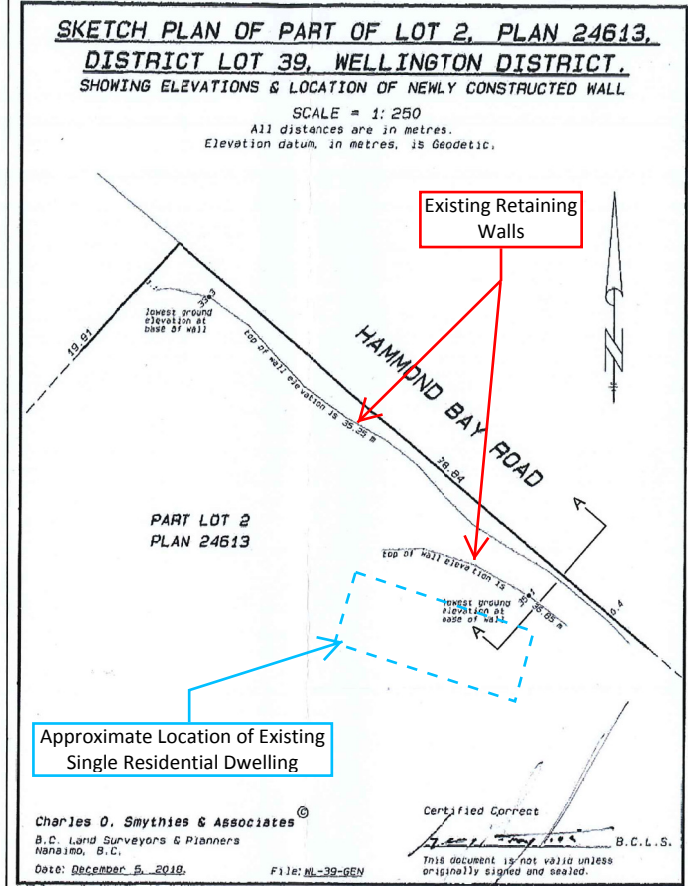 SKETCH PLAN OF PART OF LOT 2, PLAN 24613,
DISTRICT LOT 39, WELLINGTON DISTRICT.
SHOWING ELEVATIONS & LOCATION OF NEWLY CONSTRUCTED WALL
SCALE = 1: 250
All distances are in metres.
Elevation datum, in metres, is Geodetic.
Existing Retaining
Walls
N
lowest ground
elevation at
base of wall
19.91
top of wall elevation is 35.25 m
HAMMOND BAY ROAD
PART LOT 2
PLAN 24613
A
top of wall elevation is
36.85 m
0.4
lowest ground
elevation at
base of wall
A
Approximate Location of Existing
Single Residential Dwelling
Charles O. Smythies & Associates ©
B.C. Land Surveyors & Planners
Nanaimo, B.C.
Date: December 5, 2018.
File: WL-39-GEN
Certified Correct
B.C.L.S.
This document is not valid unless
originally signed and sealed.